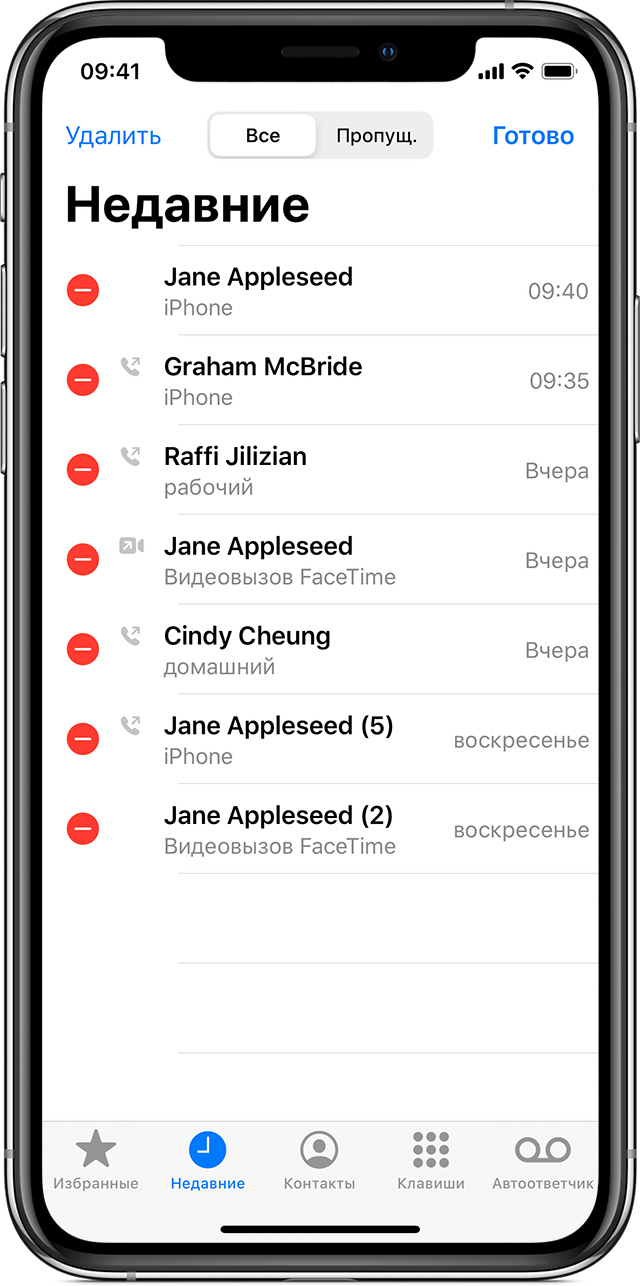 09:41
Удалить Все Пропущ. Готово
Недавние
Jane Appleseed
iPhone
09:40
Graham McBride
iPhone
09:35
Raffi Jilizian
рабочий
Вчера
Jane Appleseed
Видеовызов FaceTime
Вчера
Cindy Cheung
домашний
Вчера
Jane Appleseed (5)
iPhone
воскресенье
Jane Appleseed (2)
Видеовызов FaceTime
воскресенье
Избранные Недавние Контакты Клавиши Автоответчик